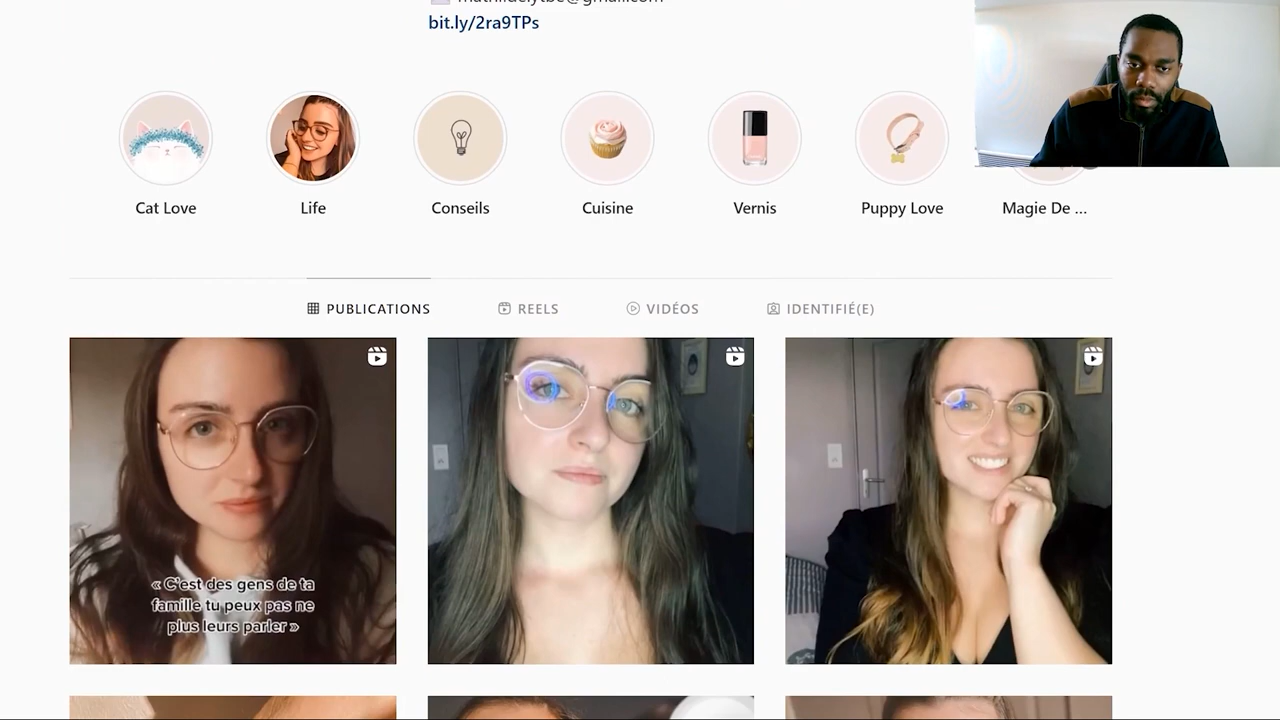 bit.ly/2ra9TPs
Cat Love
Life
Conseils
Cuisine
Vernis
Puppy Love
Magie De ...
PUBLICATIONS
REELS
VIDÉOS
IDENTIFIÉ(E)
« C'est des gens de ta
famille tu peux pas ne
plus leurs parler »